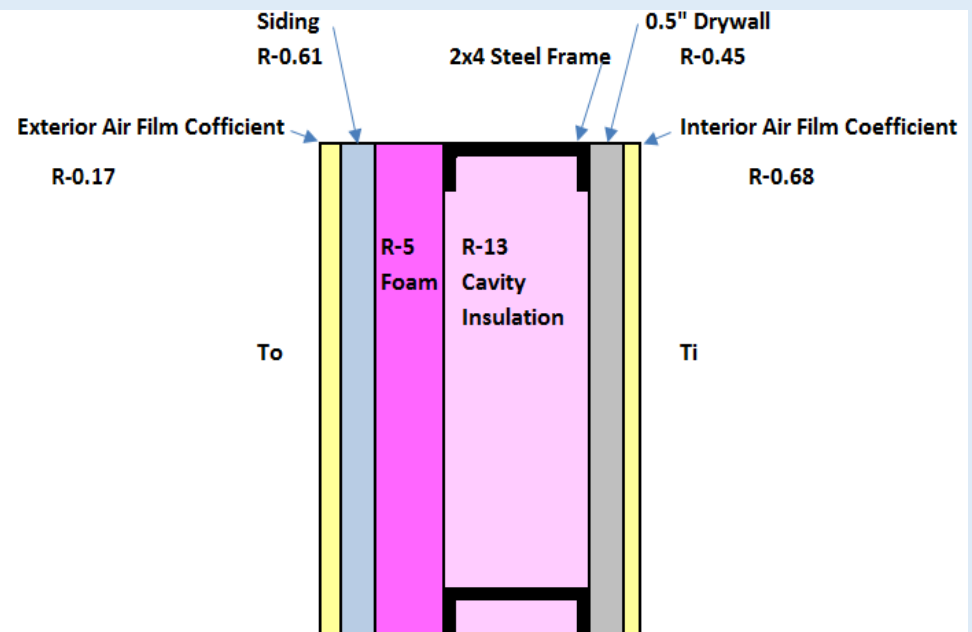 Siding
R-0.61
0.5" Drywall
2x4 Steel Frame
R-0.45
Exterior Air Film Cofficient
R-0.17
Interior Air Film Coefficient
R-0.68
R-5
Foam
R-13
Cavity
Insulation
To
Ti